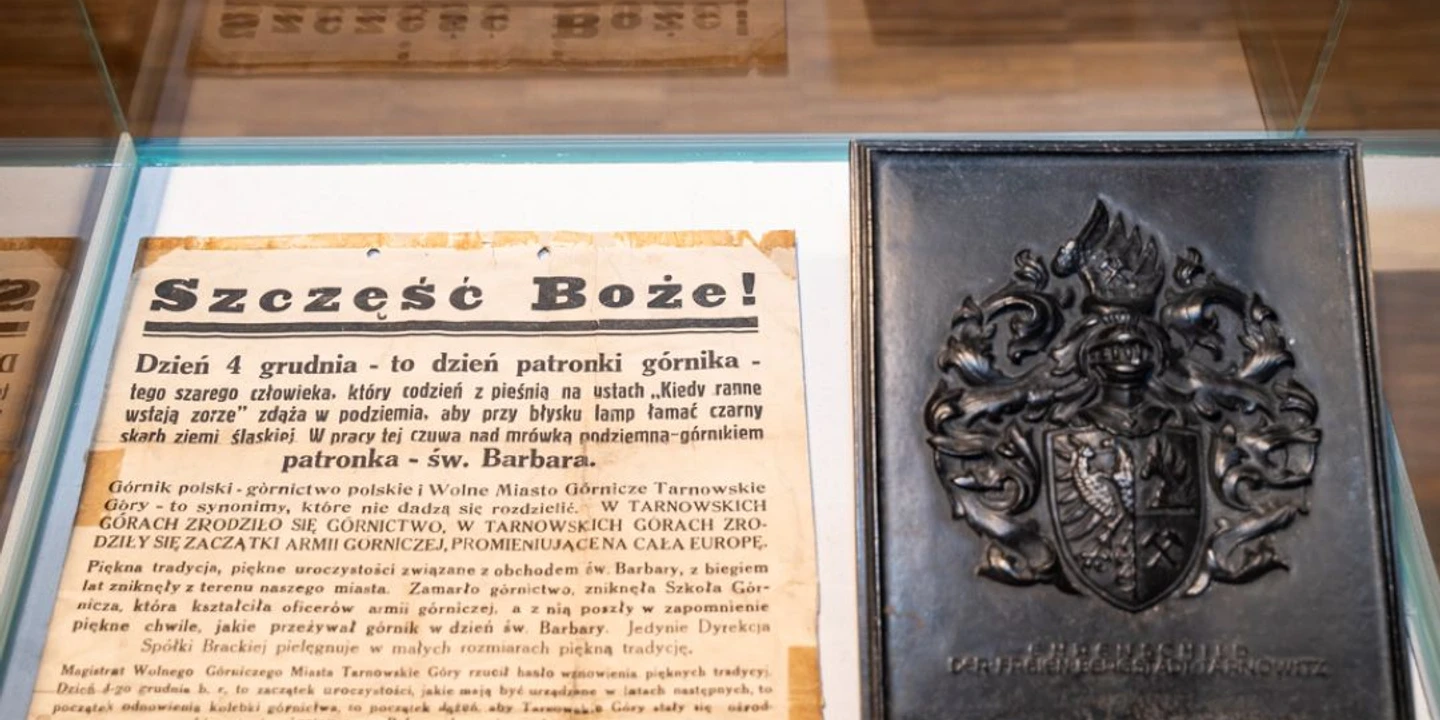 Szczęść Boże!
Dzień 4 grudnia - to dzień patronki górnika -
tego szarego człowieka, który codzień z pieśnią na ustach „Kiedy ranne
wstają zorze” zdąża w podziemia, aby przy błysku lamp łamać czarny
skarb ziemi śląskiej. W pracy tej czuwa nad mrówką podziemną-górnikiem
patronka - św. Barbara.
Górnik polski - górnictwo polskie i Wolne Miasto Górnicze Tarnowskie
Góry - to synonimy, które nie dadzą się rozdzielić. W TARNOWSKICH
GÓRACH ZRODZIŁO SIĘ GÓRNICTWO, W TARNOWSKICH GÓRACH ZRO-
DZIŁY SIĘ ZACZĄTKI ARMII GÓRNICZEJ, PROMIENIUJĄCE NA CAŁA EUROPĘ.
Piękna tradycja, piękne uroczystości związane z obchodem św. Barbary, z biegiem
lat zniknęły z terenu naszego miasta. Zamarło górnictwo, zniknęła Szkoła Gór-
nicza, która kształciła oficerów armii górniczej, a z nią poszły w zapomnienie
piękne chwile, jakie przeżywał górnik w dzień św. Barbary. Jedynie Dyrekcja
Spółki Brackiej pielęgnuje w małych rozmiarach piękną tradycję.
Magistrat Wolnego Górniczego Miasta Tarnowskie Góry rzucił hasło wznowienia pięknych tradycyj.
Dzień 4-go grudnia b. r. to zaczątek uroczystości, jakie mają być urządzane w latach następnych, to
początek odnowienia kolebki górnictwa, to początek dążeń, aby Tarnowskie Góry stały się ośrod-
EHRENSCHILD
DER FREIEN BERGSTADT TARNOWITZ